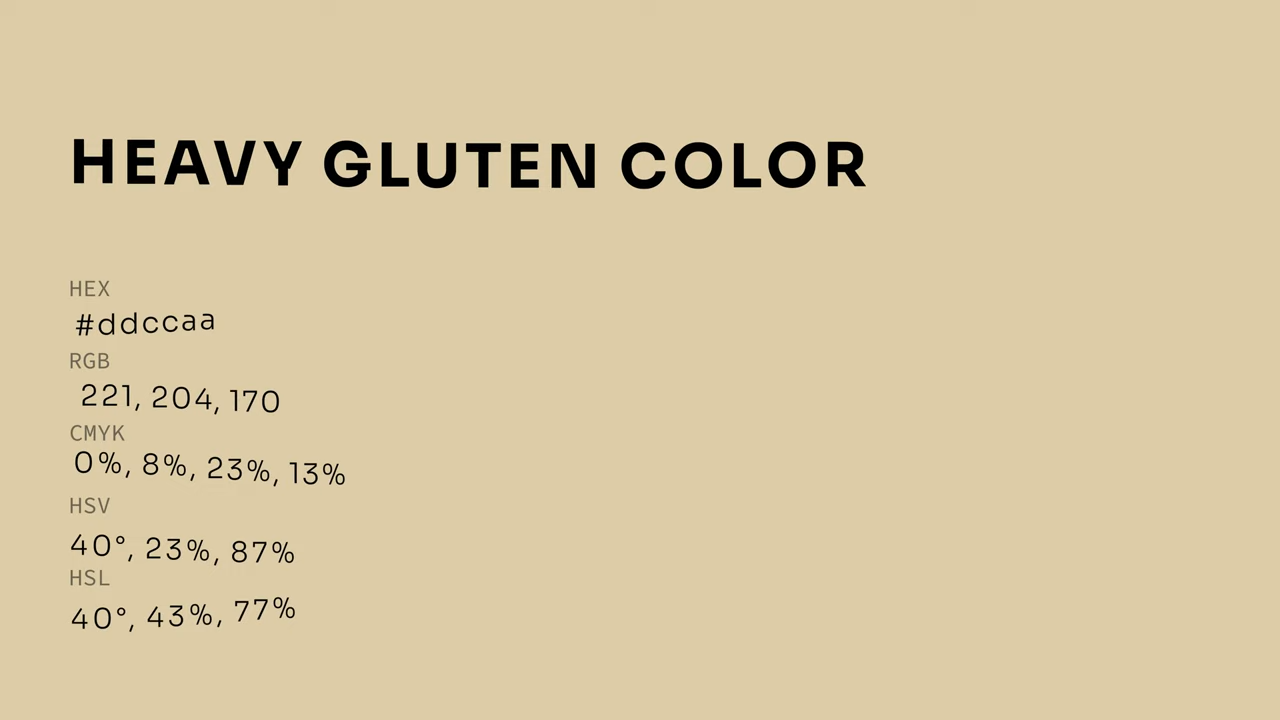 HEAVY GLUTEN COLOR
HEX
#ddccaa
RGB
221, 204, 170
CMYK
0%, 8%, 23%, 13%
HSV
40°, 23%, 87%
HSL
40°, 43%, 77%